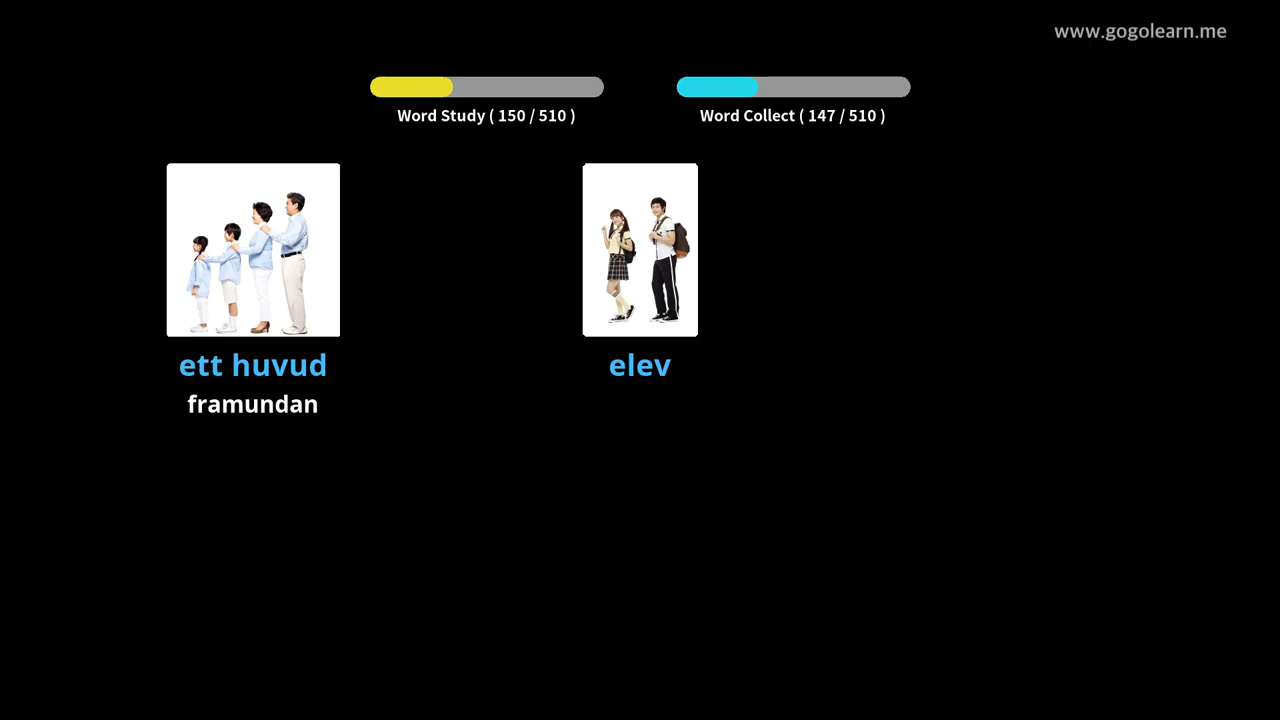 www.gogolearn.me
Word Study ( 150 / 510 )
Word Collect ( 147 / 510 )
ett huvud
framundan
elev